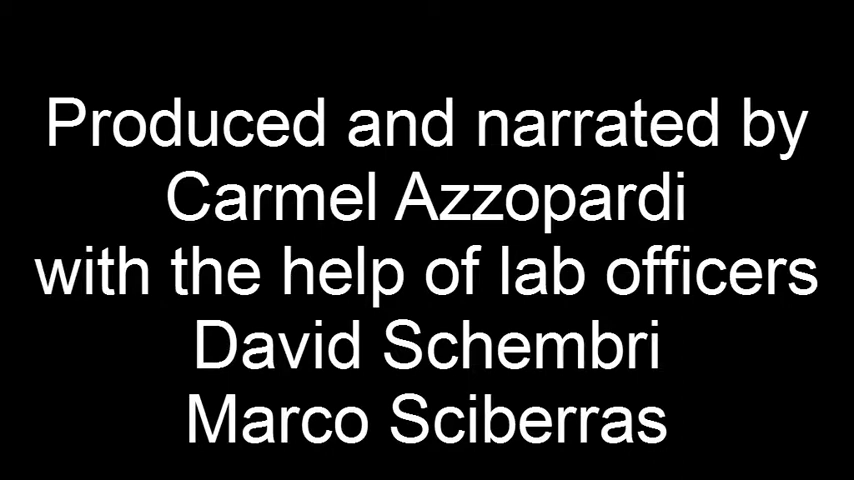 Produced and narrated by
Carmel Azzopardi
with the help of lab officers
David Schembri
Marco Sciberras